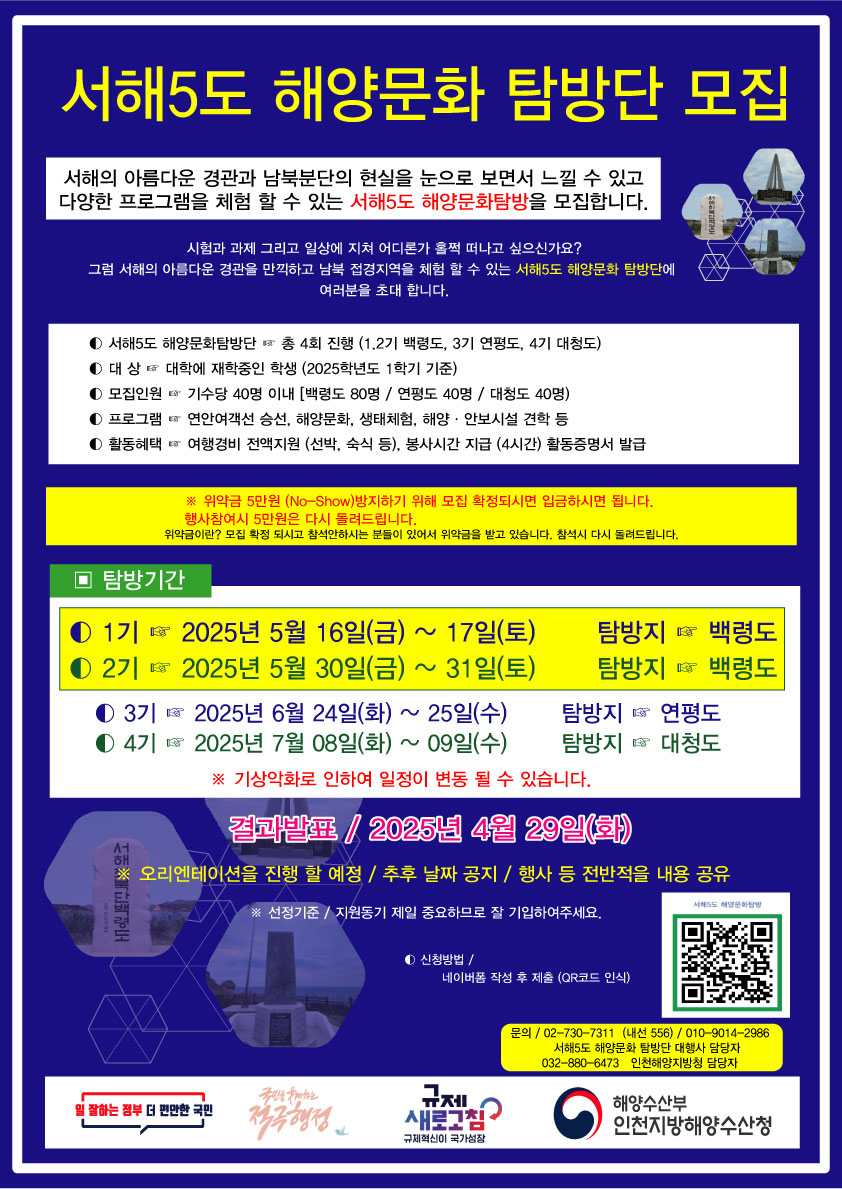 서해5도 해양문화 탐방단 모집
서해의 아름다운 경관과 남북분단의 현실을 눈으로 보면서 느낄 수 있고
다양한 프로그램을 체험 할 수 있는 서해5도 해양문화탐방을 모집합니다.
시험과 과제 그리고 일상에 지쳐 어디론가 훌쩍 떠나고 싶으신가요?
그럼 서해의 아름다운 경관을 만끽하고 남북 접경지역을 체험 할 수 있는 서해5도 해양문화 탐방단에
여러분을 초대 합니다.
◐ 서해5도 해양문화탐방단 ☞ 총 4회 진행 (1.2기 백령도, 3기 연평도, 4기 대청도)
◐ 대 상 ☞ 대학에 재학중인 학생 (2025학년도 1학기 기준)
◐ 모집인원 ☞ 기수당 40명 이내 [백령도 80명 / 연평도 40명 / 대청도 40명)
◐ 프로그램 ☞ 연안여객선 승선, 해양문화, 생태체험, 해양 · 안보시설 견학 등
◐ 활동혜택 ☞ 여행경비 전액지원 (선박, 숙식 등), 봉사시간 지급 (4시간) 활동증명서 발급
※ 위약금 5만원 (No-Show)방지하기 위해 모집 확정되시면 입금하시면 됩니다.
행사참여시 5만원은 다시 돌려드립니다.
위약금이란? 모집 확정 되시고 참석안하시는 분들이 있어서 위약금을 받고 있습니다. 참석시 다시 돌려드립니다.
▣ 탐방기간
◐ 1기 ☞ 2025년 5월 16일(금) ~ 17일(토) 탐방지 ☞ 백령도
◐ 2기 ☞ 2025년 5월 30일(금) ~ 31일(토) 탐방지 ☞ 백령도
◐ 3기 ☞ 2025년 6월 24일(화) ~ 25일(수) 탐방지 ☞ 연평도
◐ 4기 ☞ 2025년 7월 08일(화) ~ 09일(수) 탐방지 ☞ 대청도
※ 기상악화로 인하여 일정이 변동 될 수 있습니다.
결과발표 / 2025년 4월 29일(화)
※ 오리엔테이션을 진행 할 예정 / 추후 날짜 공지 / 행사 등 전반적을 내용 공유
※ 선정기준 / 지원동기 제일 중요하므로 잘 기입하여주세요.
서해5도 해양문화탐방
◐ 신청방법 /
네이버폼 작성 후 제출 (QR코드 인식)
문의 / 02-730-7311 (내선 556) / 010-9014-2986
서해5도 해양문화 탐방단 대행사 담당자
032-880-6473 인천해양지방청 담당자
일 잘하는 정부 더 편안한 국민
국민을 웃게하는
적극행정
규제
새로고침
규제혁신이 국가성장
해양수산부
인천지방해양수산청